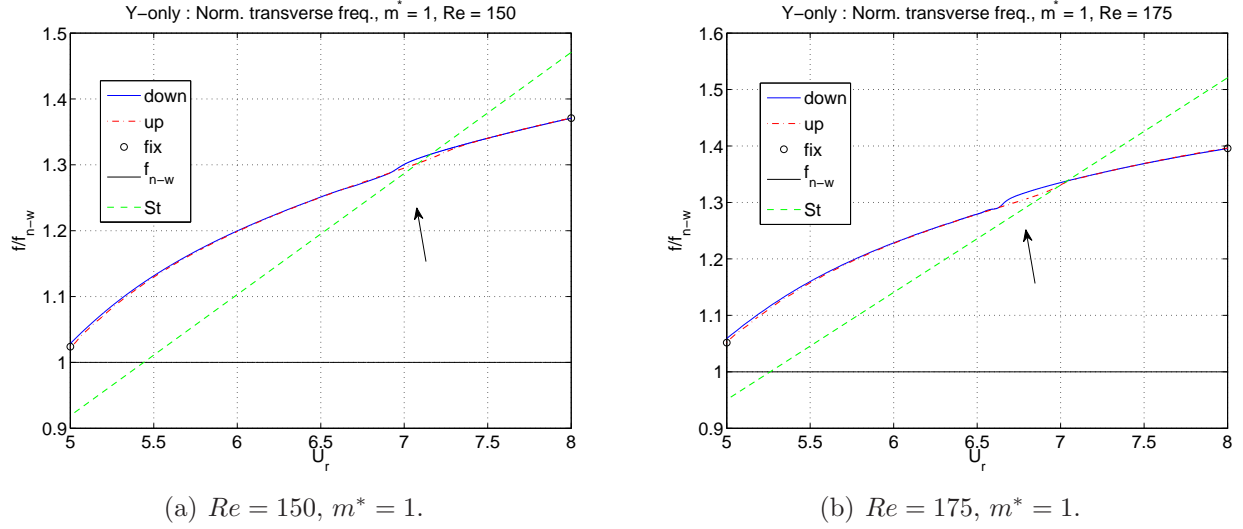 Y−only : Norm. transverse freq., m* = 1, Re = 150
1.5
1.4
1.3
1.2
1.1
1
0.9
f/f_{n−w}
down
up
fix
f_{n−w}
St
5
5.5
6
6.5
7
7.5
8
U_r
(a) Re = 150, m* = 1.
Y−only : Norm. transverse freq., m* = 1, Re = 175
1.6
1.5
1.4
1.3
1.2
1.1
1
0.9
f/f_{n−w}
down
up
fix
f_{n−w}
St
5
5.5
6
6.5
7
7.5
8
U_r
(b) Re = 175, m* = 1.